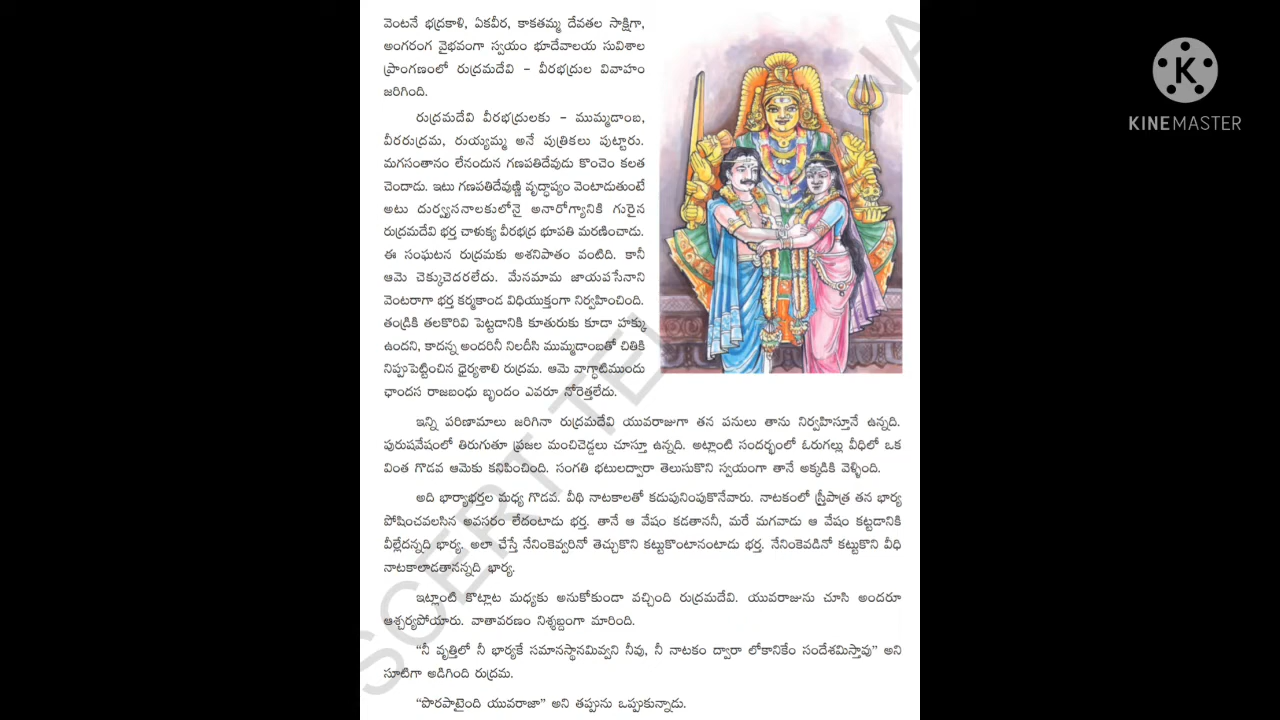 వెంటనే భద్రకాళి, ఏకవీర, కాకతమ్మ దేవతల సాక్షిగా,
అంగరంగ వైభవంగా స్వయం భూదేవాలయ సువిశాల
ప్రాంగణంలో రుద్రమదేవి – వీరభద్రుల వివాహం
జరిగింది.
రుద్రమదేవి వీరభద్రులకు – ముమ్మడాంబ,
వీరరుద్రమ, రుయ్యమ్మ అనే పుత్రికలు పుట్టారు.
మగసంతానం లేనందున గణపతిదేవుడు కొంచెం కలత
చెందాడు. ఇటు గణపతిదేవుణ్ణి వృద్ధాప్యం వెంటాడుతుంటే
అటు దుర్వ్యసనాలకులోనై అనారోగ్యానికి గురైన
రుద్రమదేవి భర్త చాళుక్య వీరభద్ర భూపతి మరణించాడు.
ఈ సంఘటన రుద్రమకు అశనిపాతం వంటిది. కానీ
ఆమె చెక్కుచెదరలేదు. మేనమామ జాయపసేనాని
వెంటరాగా భర్త కర్మకాండ విధియుక్తంగా నిర్వహించింది.
తండ్రికి తలకొరివి పెట్టడానికి కూతురుకు కూడా హక్కు
ఉందని, కాదన్న అందరినీ నిలదీసి ముమ్మడాంబతో చితికి
నిప్పుపెట్టించిన ధైర్యశాలి రుద్రమ. ఆమె వాగ్ధాటిముందు
ఛాందస రాజబంధు బృందం ఎవరూ నోరెత్తలేదు.
ఇన్ని పరిణామాలు జరిగినా రుద్రమదేవి యువరాజుగా తన పనులు తాను నిర్వహిస్తూనే ఉన్నది.
పురుషవేషంలో తిరుగుతూ ప్రజల మంచిచెడ్డలు చూస్తూ ఉన్నది. అట్లాంటి సందర్భంలో ఓరుగల్లు వీధిలో ఒక
వింత గొడవ ఆమెకు కనిపించింది. సంగతి భటులద్వారా తెలుసుకొని స్వయంగా తానే అక్కడికి వెళ్ళింది.
అది భార్యాభర్తల మధ్య గొడవ. వీథి నాటకాలతో కడుపునింపుకొనేవారు. నాటకంలో స్త్రీపాత్ర తన భార్య
పోషించవలసిన అవసరం లేదంటాడు భర్త. తానే ఆ వేషం కడతాననీ, మరే మగవాడు ఆ వేషం కట్టడానికి
వీల్లేదన్నది భార్య. అలా చేస్తే నేనింకెవ్వరినో తెచ్చుకొని కట్టుకొంటానంటాడు భర్త. నేనింకెవడినో కట్టుకొని వీధి
నాటకాలాడతానన్నది భార్య.
ఇట్లాంటి కొట్లాట మధ్యకు అనుకోకుండా వచ్చింది రుద్రమదేవి. యువరాజును చూసి అందరూ
ఆశ్చర్యపోయారు. వాతావరణం నిశ్శబ్దంగా మారింది.
“నీ వృత్తిలో నీ భార్యకే సమానస్థానమివ్వని నీవు, నీ నాటకం ద్వారా లోకానికేం సందేశమిస్తావు” అని
సూటిగా అడిగింది రుద్రమ.
“పొరపాటైంది యువరాజా” అని తప్పును ఒప్పుకున్నాడు.
K
KINEMASTER
SCERT TEL
ANA